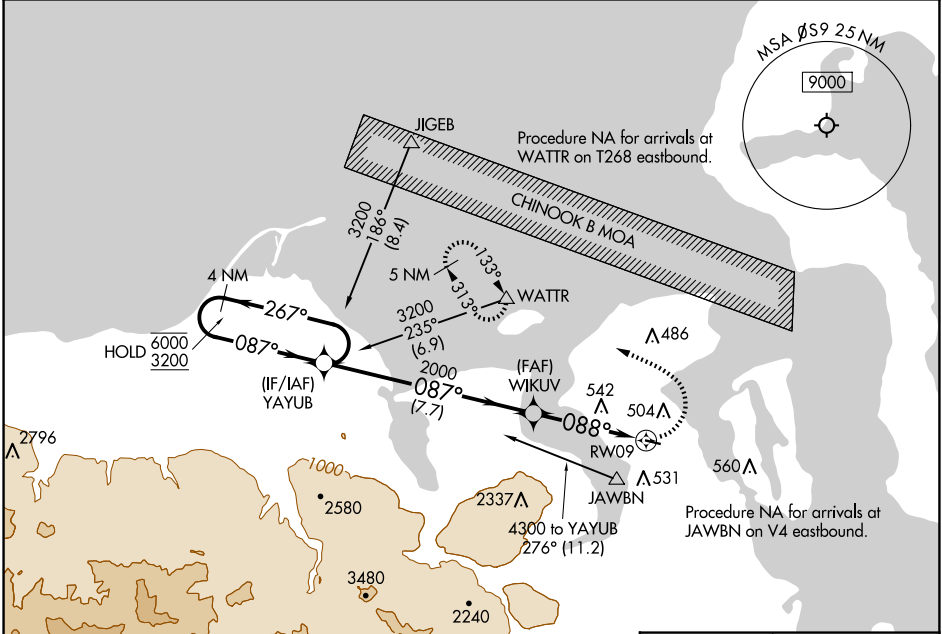 MSA ØS9 25 NM
9000
JIGEB
Procedure NA for arrivals at
WATTR on T268 eastbound.
CHINOOK B MOA
3200
186°
(8.4)
4 NM
5 NM
133°
313°
WATTR
267°
3200
235°
(6.9)
HOLD 6000
3200
087°
486
(IF/IAF)
YAYUB
2000
087°
(7.7)
(FAF)
WIKUV
542
504
088°
RW09
2796
1000
2580
2337
JAWBN
531
560
4300 to YAYUB
276° (11.2)
Procedure NA for arrivals at
JAWBN on V4 eastbound.
3480
2240